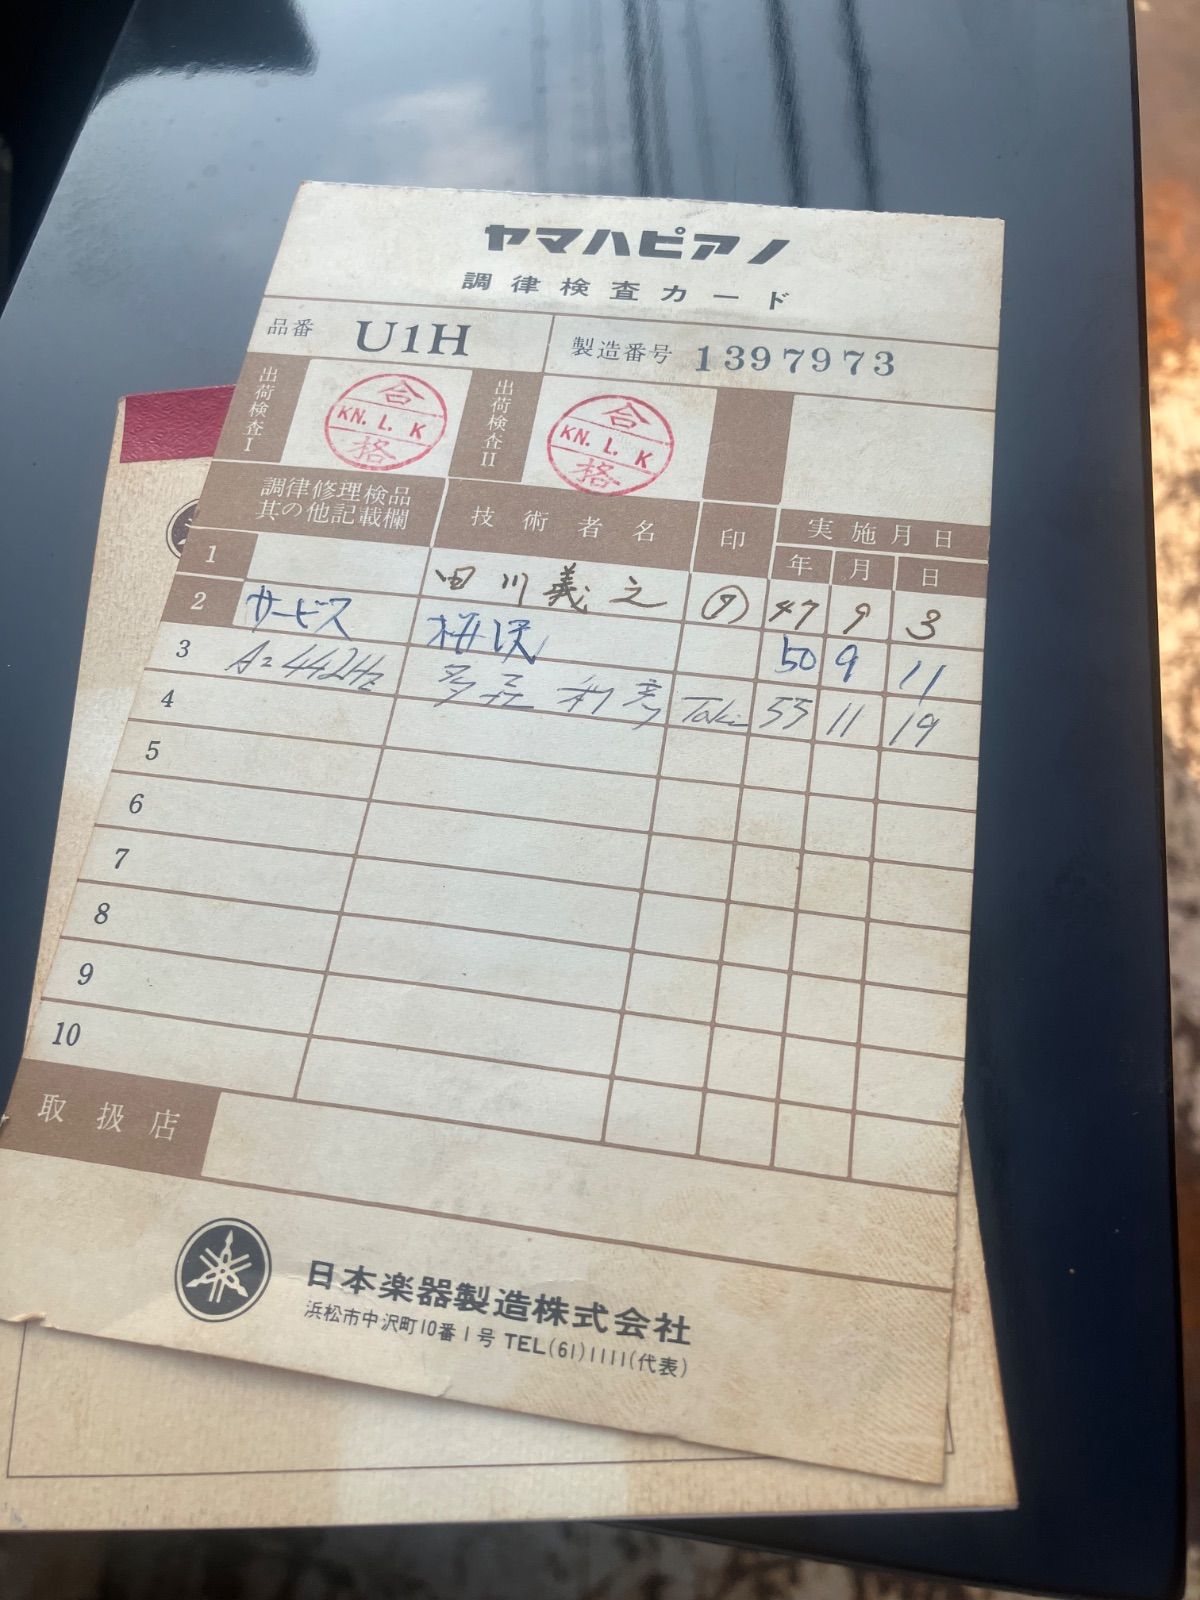 ヤマハピアノ
調律検査カード
品番 U1H 製造番号 1397973
出荷検査I 合 KN. L. K 格 出荷検査II 合 KN. L. K 格
調律修理検品 其の他記載欄 技術者名 印 実施月日
年 月 日
1 田川義之 47 9 3
2 サービス 50 9 11
3 A=442Hz 利彦 55 11 19
4
5
6
7
8
9
10
取扱店
日本楽器製造株式会社
浜松市中沢町10番1号 TEL(61)1111(代表)